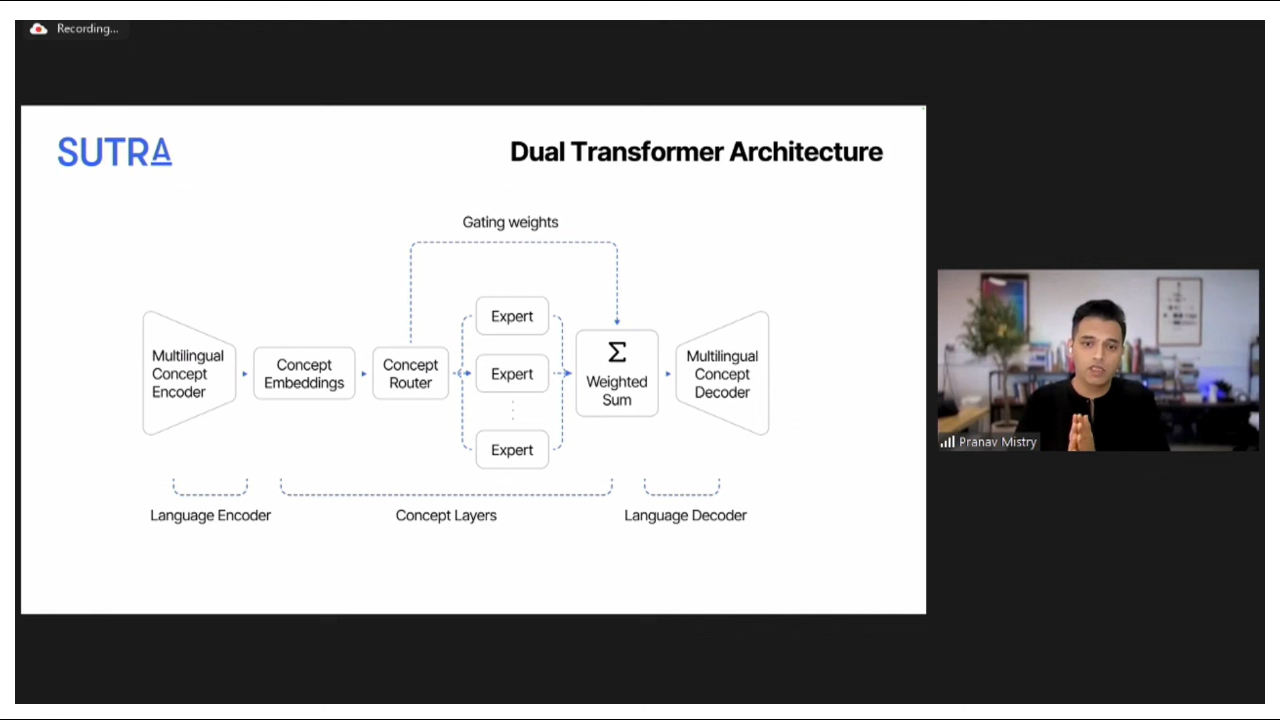 Recording...
SUTRA
Dual Transformer Architecture
Gating weights
Multilingual
Concept
Encoder
Concept
Embeddings
Concept
Router
Expert
Expert
Expert
Σ
Weighted
Sum
Multilingual
Concept
Decoder
Language Encoder
Concept Layers
Language Decoder
Pranav Mistry